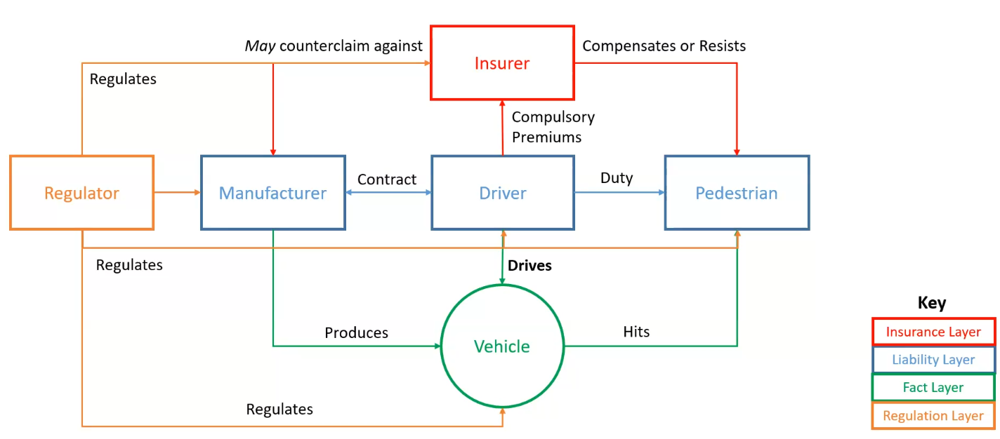 May counterclaim against
Insurer
Compensates or Resists
Regulates
Compulsory
Premiums
Regulator
Manufacturer
Contract
Driver
Duty
Pedestrian
Regulates
Drives
Produces
Vehicle
Hits
Regulates
Key
Insurance Layer
Liability Layer
Fact Layer
Regulation Layer